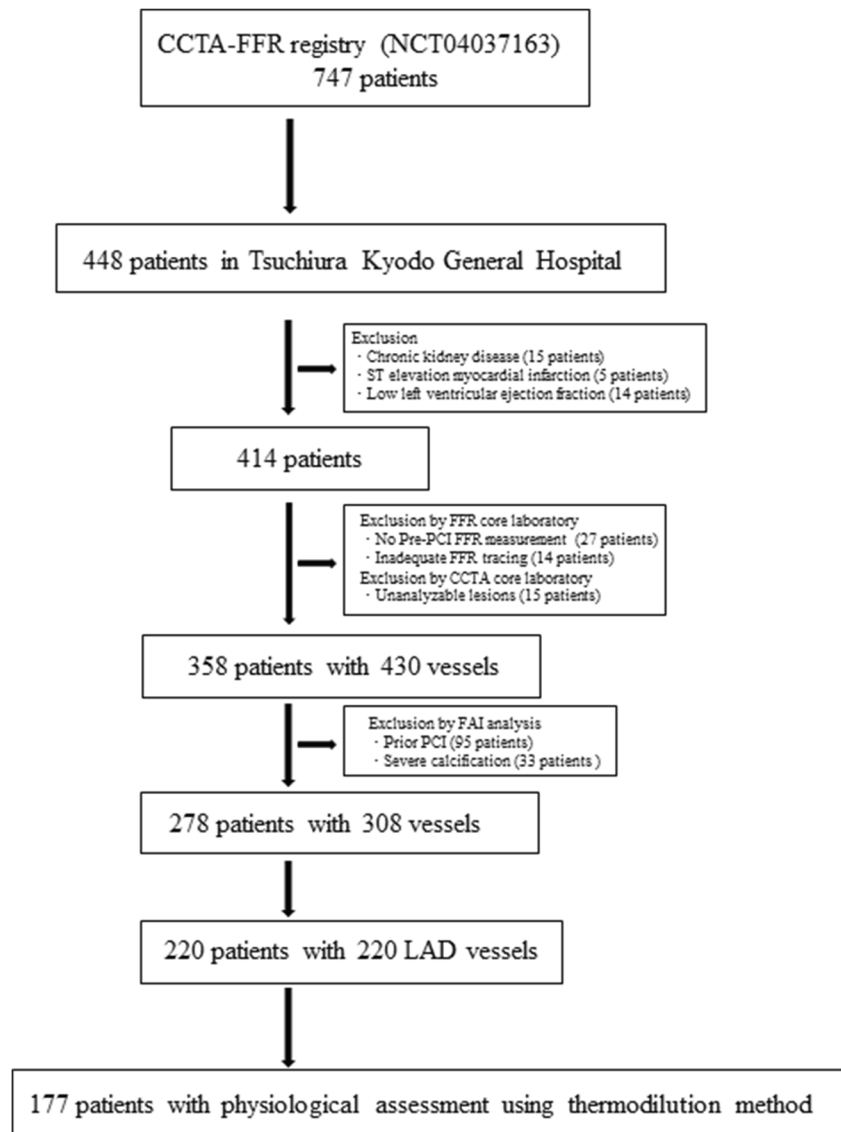 CCTA-FFR registry (NCT04037163)
747 patients
448 patients in Tsuchiura Kyodo General Hospital
Exclusion
・Chronic kidney disease (15 patients)
・ST elevation myocardial infarction (5 patients)
・Low left ventricular ejection fraction (14 patients)
414 patients
Exclusion by FFR core laboratory
・No Pre-PCI FFR measurement (27 patients)
・Inadequate FFR tracing (14 patients)
Exclusion by CCTA core laboratory
・Unanalyzable lesions (15 patients)
358 patients with 430 vessels
Exclusion by FAI analysis
・Prior PCI (95 patients)
・Severe calcification (33 patients )
278 patients with 308 vessels
220 patients with 220 LAD vessels
177 patients with physiological assessment using thermodilution method